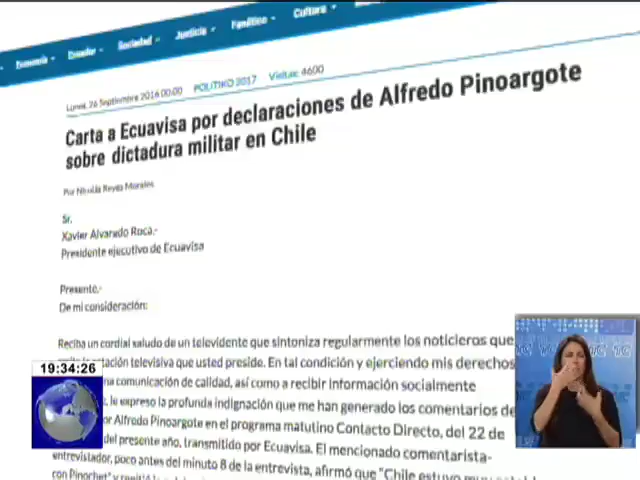 Economía Ecuador Sociedad Justicia Fanático Cultura
Lunes, 26 Septiembre 2016 00:00 POLITIKO 2017 Visitas: 4600
Carta a Ecuavisa por declaraciones de Alfredo Pinoargote
sobre dictadura militar en Chile
Por Nicolás Reyes Morales
Sr.
Xavier Alvarado Roca.-
Presidente ejecutivo de Ecuavisa
Presente.-
De mi consideración:
Reciba un cordial saludo de un televidente que sintoniza regularmente los noticieros que
estación televisiva que usted preside. En tal condición y ejerciendo mis derechos
una comunicación de calidad, así como a recibir información socialmente
le expreso la profunda indignación que me han generado los comentarios de
Alfredo Pinoargote en el programa matutino Contacto Directo, del 22 de
del presente año, transmitido por Ecuavisa. El mencionado comentarista-
entrevistador, poco antes del minuto 8 de la entrevista, afirmó que "Chile estuvo
con Pinochet"
19:34:26